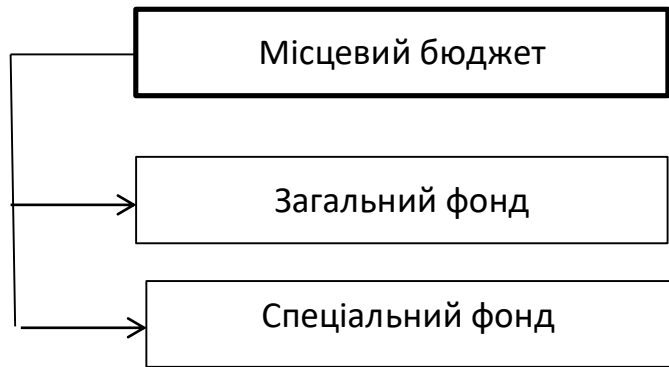 Місцевий бюджет
Загальний фонд
Спеціальний фонд